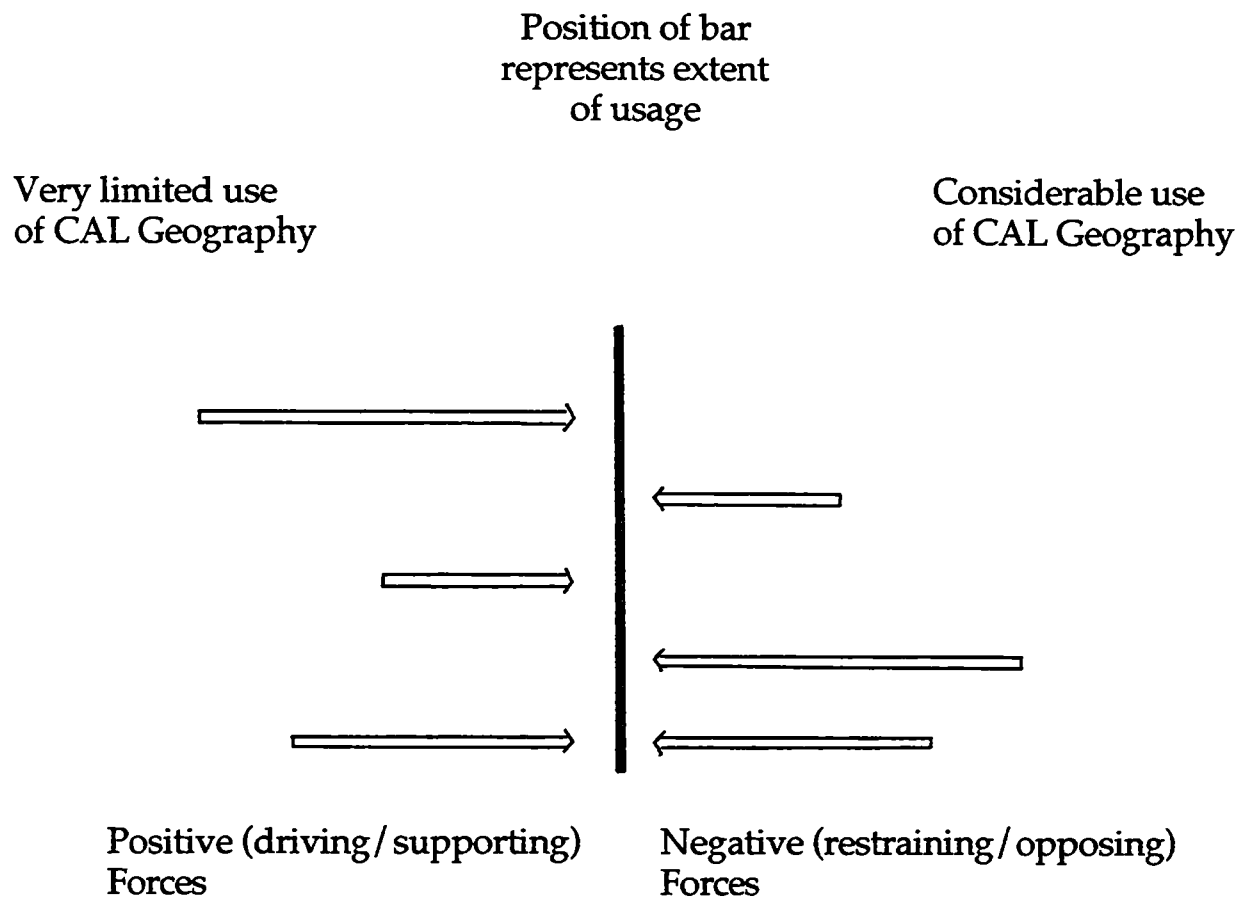 Position of bar
represents extent
of usage
Very limited use
of CAL Geography
Considerable use
of CAL Geography
Positive (driving/supporting)
Forces
Negative (restraining/opposing)
Forces